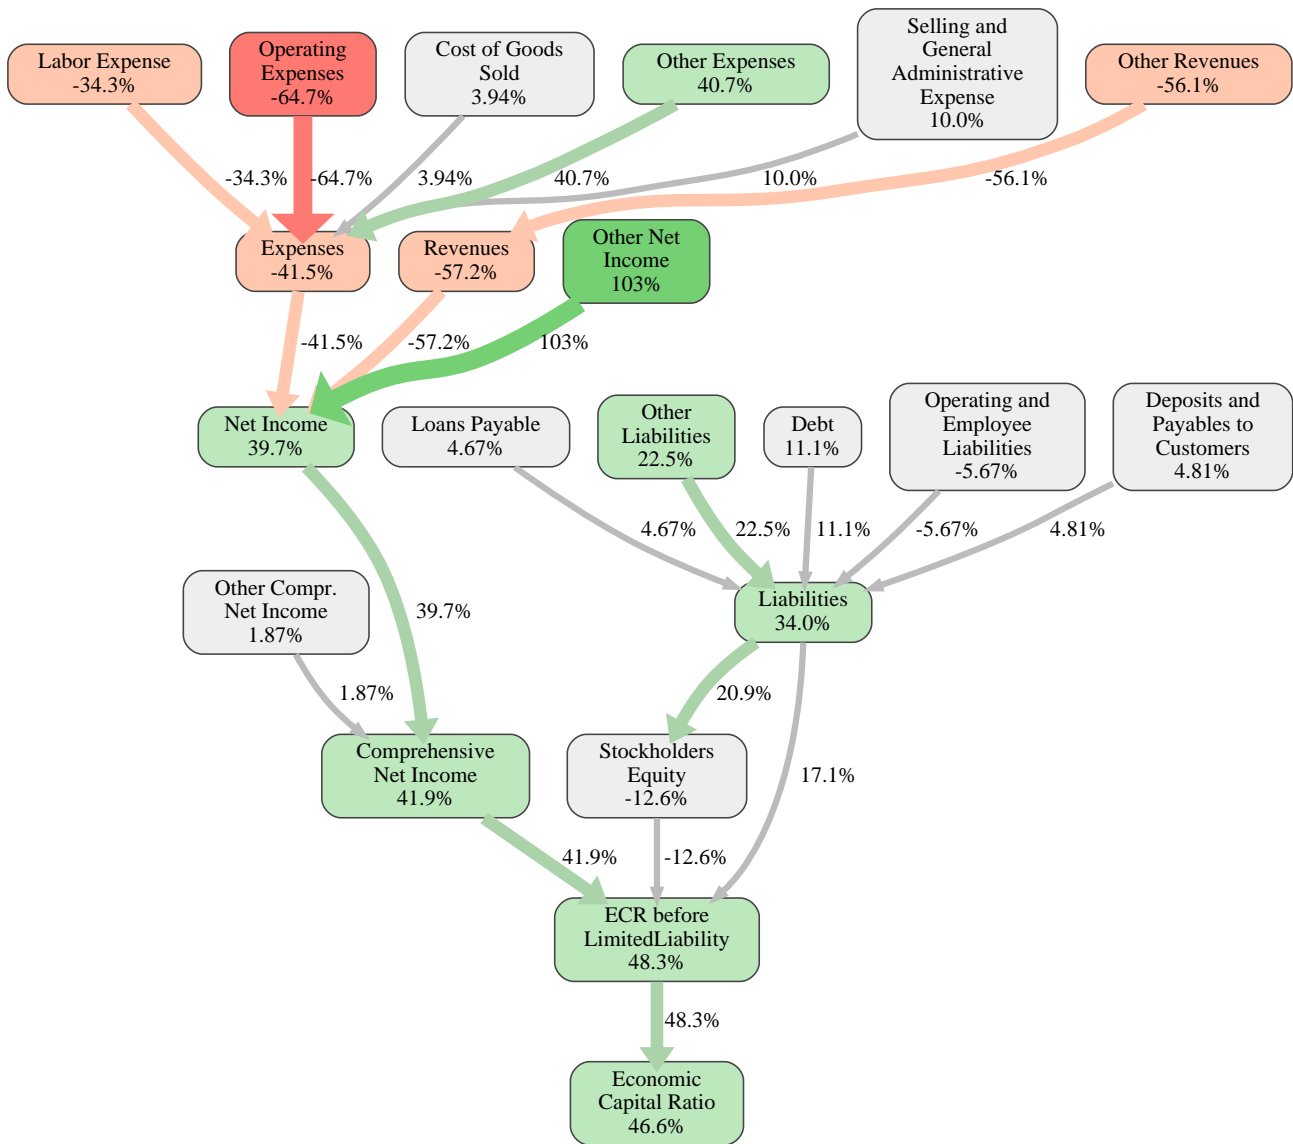 Labor Expense
-34.3%
Operating
Expenses
-64.7%
Cost of Goods
Sold
3.94%
Other Expenses
40.7%
Selling and
General
Administrative
Expense
10.0%
Other Revenues
-56.1%
-34.3%
-64.7%
3.94%
40.7%
10.0%
-56.1%
Expenses
-41.5%
Revenues
-57.2%
Other Net
Income
103%
-41.5%
-57.2%
103%
Net Income
39.7%
Loans Payable
4.67%
Other
Liabilities
22.5%
Debt
11.1%
Operating and
Employee
Liabilities
-5.67%
Deposits and
Payables to
Customers
4.81%
4.67%
22.5%
11.1%
-5.67%
4.81%
Other Compr.
Net Income
1.87%
39.7%
Liabilities
34.0%
1.87%
20.9%
Comprehensive
Net Income
41.9%
Stockholders
Equity
-12.6%
17.1%
41.9%
-12.6%
ECR before
LimitedLiability
48.3%
48.3%
Economic
Capital Ratio
46.6%